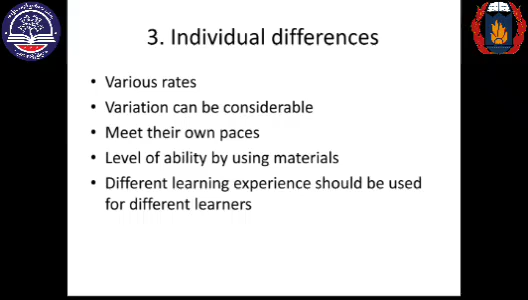 3. Individual differences
• Various rates
• Variation can be considerable
• Meet their own paces
• Level of ability by using materials
• Different learning experience should be used
for different learners